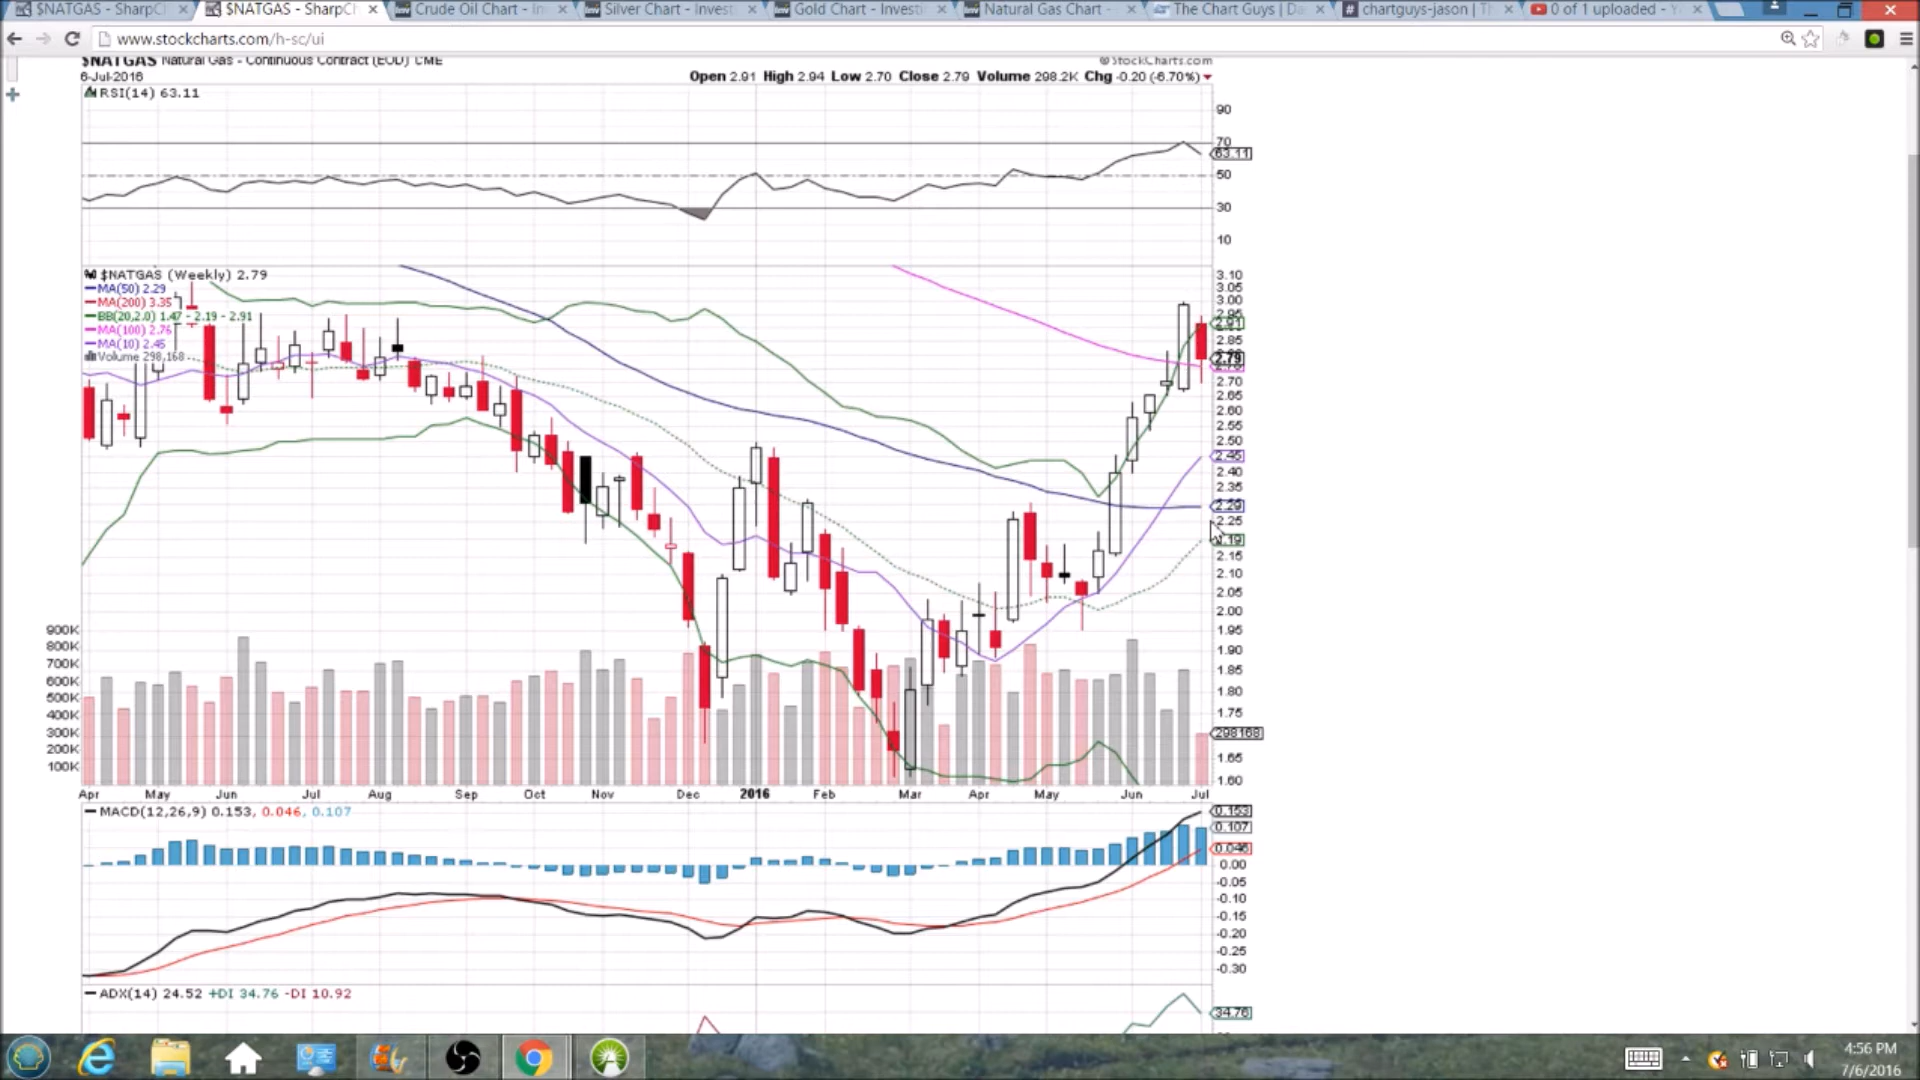 $NATGAS - SharpCh
$NATGAS - SharpCh
Crude Oil Chart - In
Silver Chart - Invest
Gold Chart - Investi
Natural Gas Chart -
The Chart Guys | Da
chartguys-jason | Th
0 of 1 uploaded - Y
www.stockcharts.com/h-sc/ui
$NATGAS Natural Gas - Continuous Contract (EOD) CME
© StockCharts.com
6-Jul-2016
Open 2.91 High 2.94 Low 2.70 Close 2.79 Volume 298.2K Chg -0.20 (-6.70%)
RSI(14) 63.11
90
70
63.11
50
30
10
$NATGAS (Weekly) 2.79
MA(50) 2.29
MA(200) 3.35
BB(20,2.0) 1.47 - 2.19 - 2.91
MA(100) 2.76
MA(10) 2.45
Volume 298,168
3.10
3.05
3.00
2.95
2.91
2.85
2.79
2.70
2.65
2.60
2.55
2.50
2.45
2.40
2.35
2.29
2.25
2.19
2.15
2.10
2.05
2.00
1.95
1.90
1.85
1.80
1.75
298168
1.65
1.60
900K
800K
700K
600K
500K
400K
300K
200K
100K
Apr May Jun Jul Aug Sep Oct Nov Dec 2016 Feb Mar Apr May Jun Jul
MACD(12,26,9) 0.153, 0.046, 0.107
0.153
0.107
0.046
0.00
-0.05
-0.10
-0.15
-0.20
-0.25
-0.30
ADX(14) 24.52 +DI 34.76 -DI 10.92
34.76
4:56 PM
7/6/2016